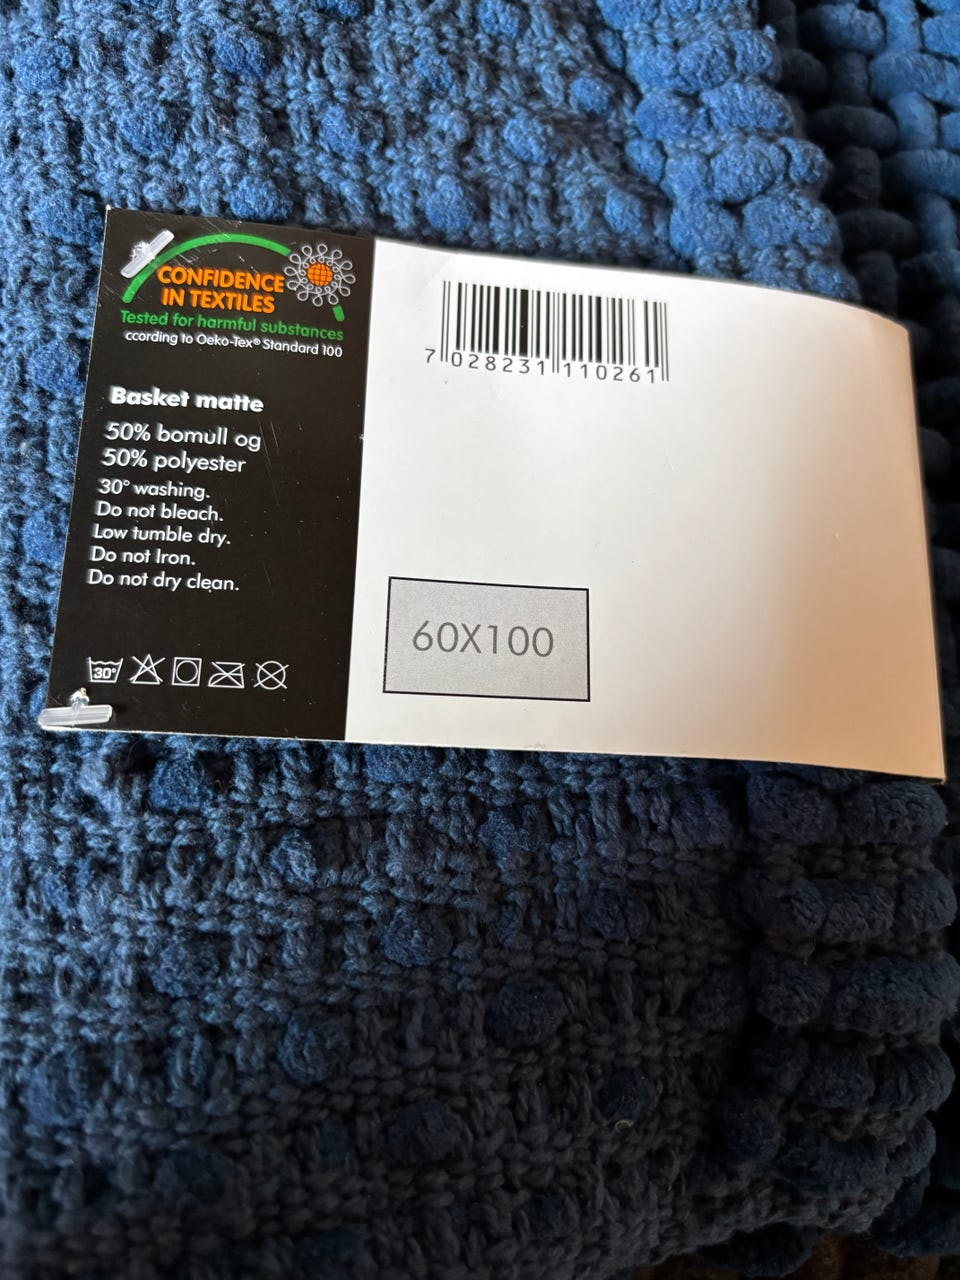 CONFIDENCE
IN TEXTILES
Tested for harmful substances
ccording to Oeko-Tex® Standard 100
Basket matte
50% bomull og
50% polyester
30° washing.
Do not bleach.
Low tumble dry.
Do not Iron.
Do not dry clean.
30°
7 028231 110261
60X100